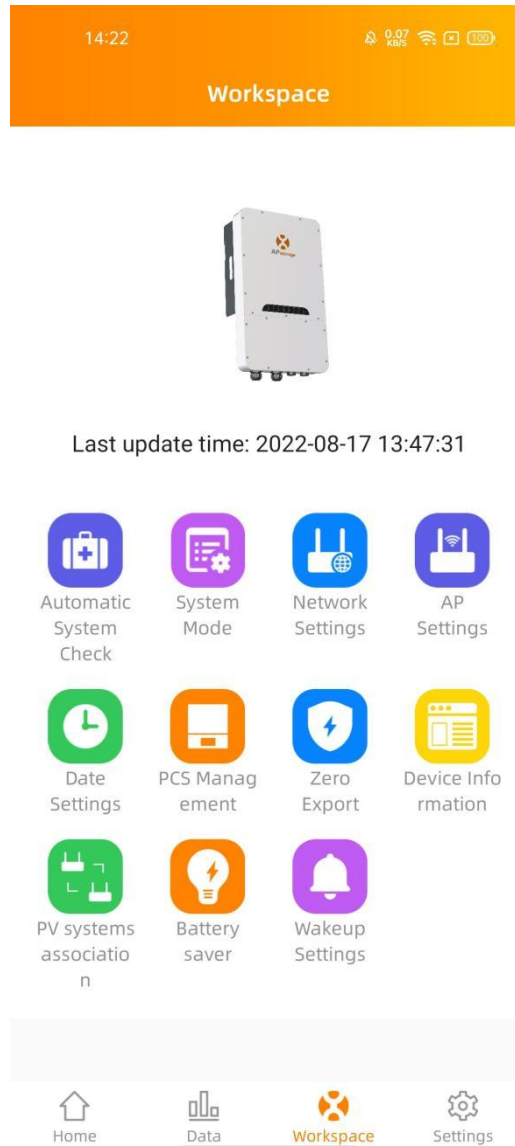 14:22
0.07
KB/S
100
Workspace
APstorage
Last update time: 2022-08-17 13:47:31
Automatic
System
Check
System
Mode
Network
Settings
AP
Settings
Date
Settings
PCS Manag
ement
Zero
Export
Device Info
rmation
PV systems
associatio
n
Battery
saver
Wakeup
Settings
Home
Data
Workspace
Settings